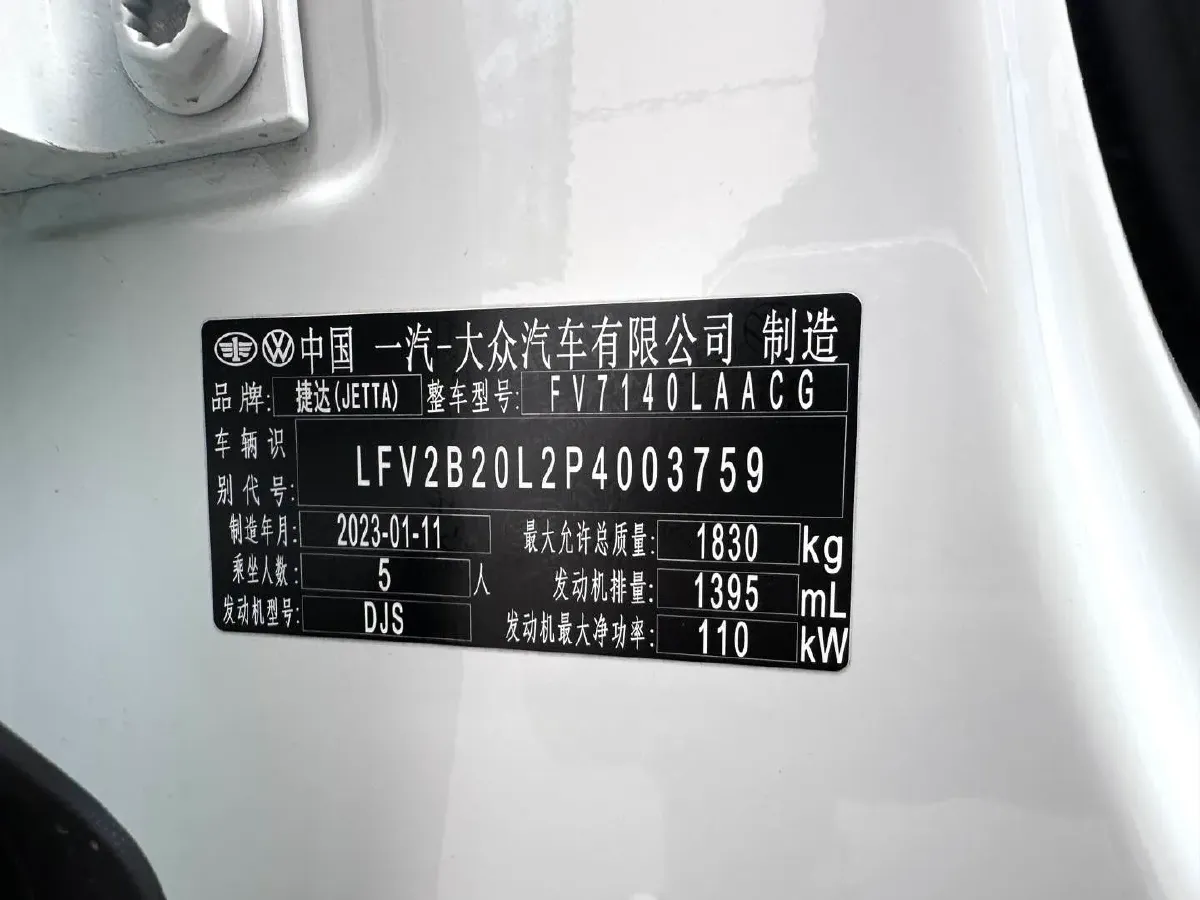 中国 一汽-大众汽车有限公司 制造
品牌: 捷达(JETTA) 整车型号: FV7140LAACG
车辆识别代号: LFV2B20L2P4003759
制造年月: 2023-01-11 最大允许总质量: 1830 kg
乘坐人数: 5 人 发动机排量: 1395 mL
发动机型号: DJS 发动机最大净功率: 110 kW